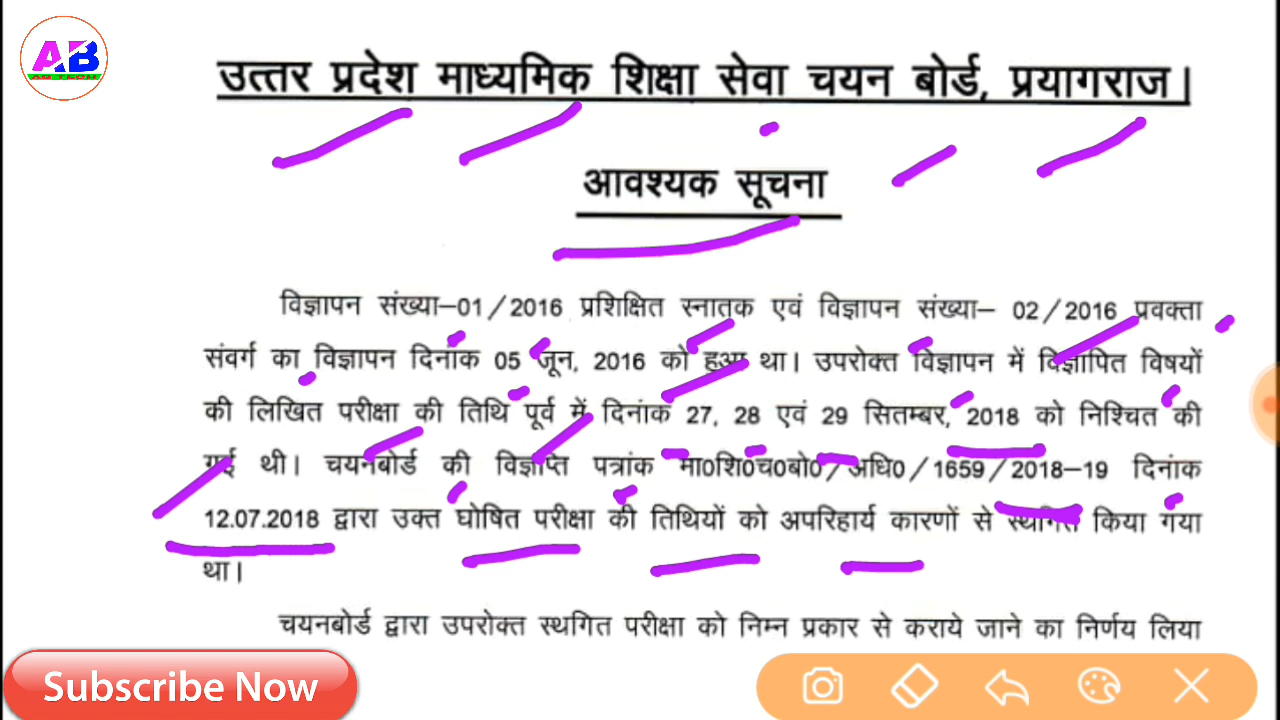 AB
उत्तर प्रदेश माध्यमिक शिक्षा सेवा चयन बोर्ड, प्रयागराज।
आवश्यक सूचना
विज्ञापन संख्या–01/2016 प्रशिक्षित स्नातक एवं विज्ञापन संख्या– 02/2016 प्रवक्ता
संवर्ग का विज्ञापन दिनांक 05 जून, 2016 को हुआ था। उपरोक्त विज्ञापन में विज्ञापित विषयों
की लिखित परीक्षा की तिथि पूर्व में दिनांक 27, 28 एवं 29 सितम्बर, 2018 को निश्चित की
गई थी। चयनबोर्ड की विज्ञप्ति पत्रांक मा0शि0च0बो0/अधि0/1659/2018–19 दिनांक
12.07.2018 द्वारा उक्त घोषित परीक्षा की तिथियों को अपरिहार्य कारणों से स्थगित किया गया
था।
चयनबोर्ड द्वारा उपरोक्त स्थगित परीक्षा को निम्न प्रकार से कराये जाने का निर्णय लिया
Subscribe Now